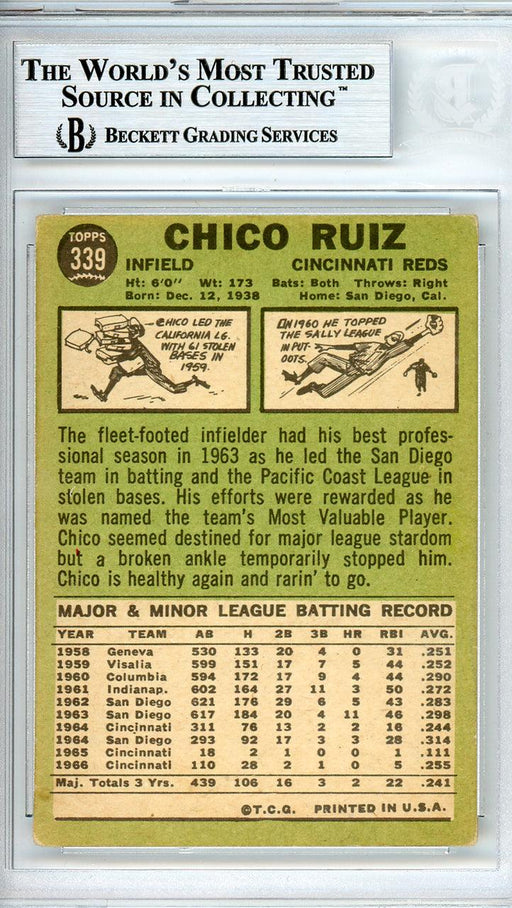 THE WORLD'S MOST TRUSTED
SOURCE IN COLLECTING™
B BECKETT GRADING SERVICES
TOPPS
339
CHICO RUIZ
INFIELD CINCINNATI REDS
Ht: 6'0" Wt: 173 Bats: Both Throws: Right
Born: Dec. 12, 1938 Home: San Diego, Cal.
CHICO LED THE
CALIFORNIA LG.
WITH 61 STOLEN
BASES IN
1959.
IN 1960 HE TOPPED
THE SALLY LEAGUE
IN PUT-
OUTS.
The fleet-footed infielder had his best profes-
sional season in 1963 as he led the San Diego
team in batting and the Pacific Coast League in
stolen bases. His efforts were rewarded as he
was named the team's Most Valuable Player.
Chico seemed destined for major league stardom
but a broken ankle temporarily stopped him.
Chico is healthy again and rarin' to go.
MAJOR & MINOR LEAGUE BATTING RECORD
YEAR TEAM AB H 2B 3B HR RBI AVG.
1958 Geneva 530 133 20 4 0 31 .251
1959 Visalia 599 151 17 7 5 44 .252
1960 Columbia 594 172 17 9 4 44 .290
1961 Indianap. 602 164 27 11 3 50 .272
1962 San Diego 621 176 29 6 5 43 .283
1963 San Diego 617 184 20 4 11 46 .298
1964 Cincinnati 311 76 13 2 2 16 .244
1964 San Diego 293 92 17 3 3 28 .314
1965 Cincinnati 18 2 1 0 0 1 .111
1966 Cincinnati 110 28 2 1 0 5 .255
Maj. Totals 3 Yrs. 439 106 16 3 2 22 .241
©T.C.G. PRINTED IN U.S.A.